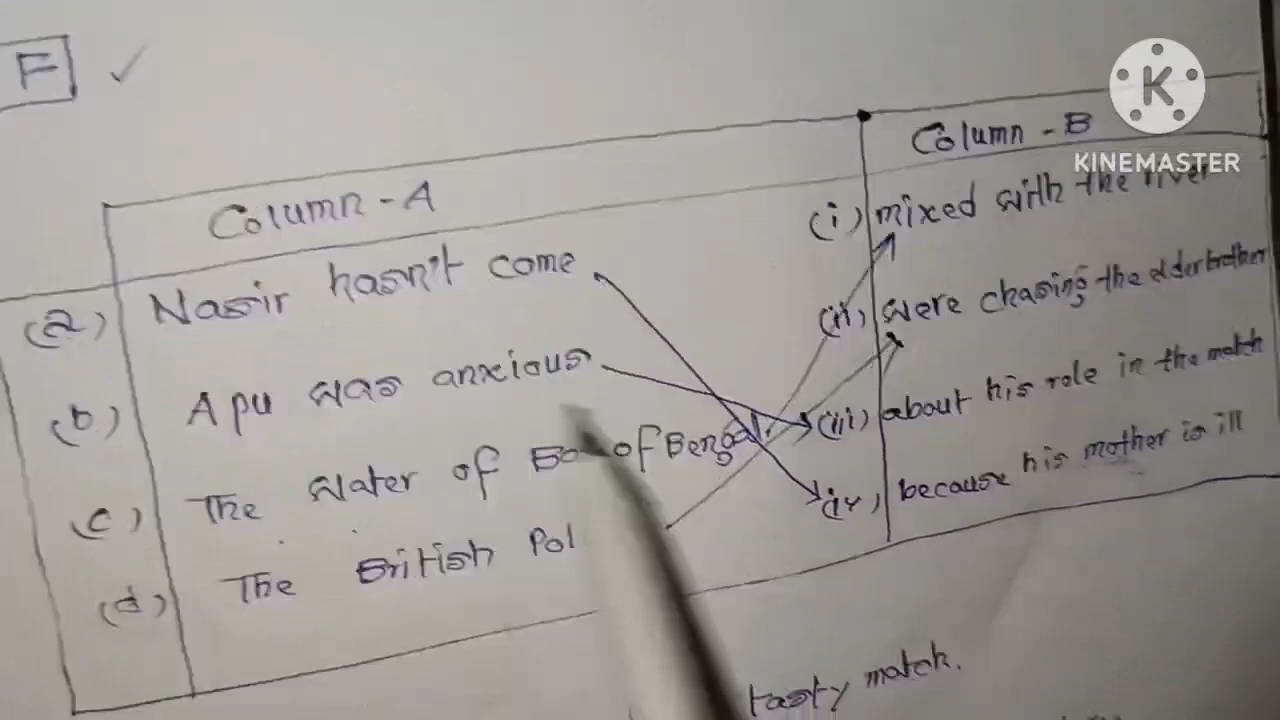 F
Column - A
Column - B
(a) Nasir hasn't come
(i) mixed with the river
(b) Apu was anxious
(ii) were chasing the elder brother
(c) The water of of Bengal
(iii) about his role in the match
(d) The British
(iv) because his mother is ill
tasty match.
K
KINEMASTER